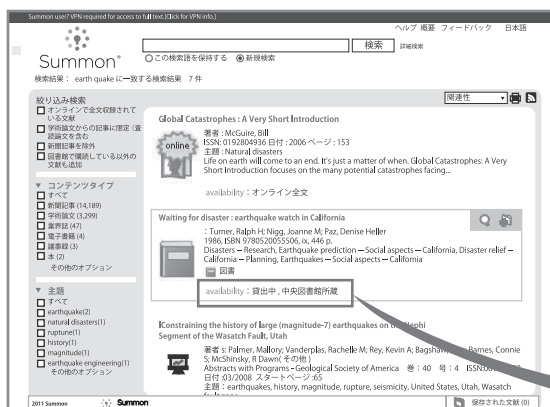 Summon user? VPN required for access to full text.[Click for VPN info.]
ヘルプ 概要 フィードバック 日本語
Summon
検索 詳細検索
この検索語を保持する 新規検索
検索結果： earth quakeに一致する検索結果 7件
関連性
絞り込み検索
オンラインで全文収録されて
いる文献
学術論文からの記事に限定（査
読論文を含む
新聞記事を除外
図書館で購読している以外の
文献も追加
コンテンツタイプ
すべて
新聞記事 (14,189)
学術論文 (3,299)
業界誌 (47)
電子書籍 (4)
議事録 (3)
本 (2)
その他のオプション
主題
すべて
earthquake(2)
natural disasters(1)
ruptune(1)
history(1)
magnitude(1)
earthquake engineering(1)
その他のオプション
Global Catastrophes : A Very Short Introduction
online
著者 : McGuire, Bill
ISSN: 0192804936 日付 : 2006 ページ : 153
主題 : Natural disasters
Life on earth will come to an end. It's just a matter of when. Global Catastrophes: A Very
Short Introduction focuses on the many potential catastrophes facing...
availability：オンライン全文
Waiting for disaster : earthquake watch in California
: Turner, Ralph H; Nigg, Joanne M; Paz, Denise Heller
1986, ISBN 9780520055506, ix, 446 p.
Disasters – Research, Earthquake prediction – Social aspects – California, Disaster relief –
California – Planning, Earthquakes – Social aspects – California
図書
availability：貸出中 , 中央図書館所蔵
Constraining the history of large (magnitude-7) earthquakes on the Nephi
Segment of the Wasatch Fault, Utah
著者 s: Palmer, Mallory; Vanderplas, Rachelle M; Rey, Kevin A; Bagshaw, Barnes, Connie
S; McShinsky, R Dawn( その他 )
Abstracts with Programs – Geological Society of America 巻 : 40 号 : 4 ISSN:
日付 :03/2008 スタートページ :65
主題 : earthquakes, history, magnitude, rupture, seismicity, United States, Utah, Wasatch
2011 Summon Summon 保存された文献 (0)